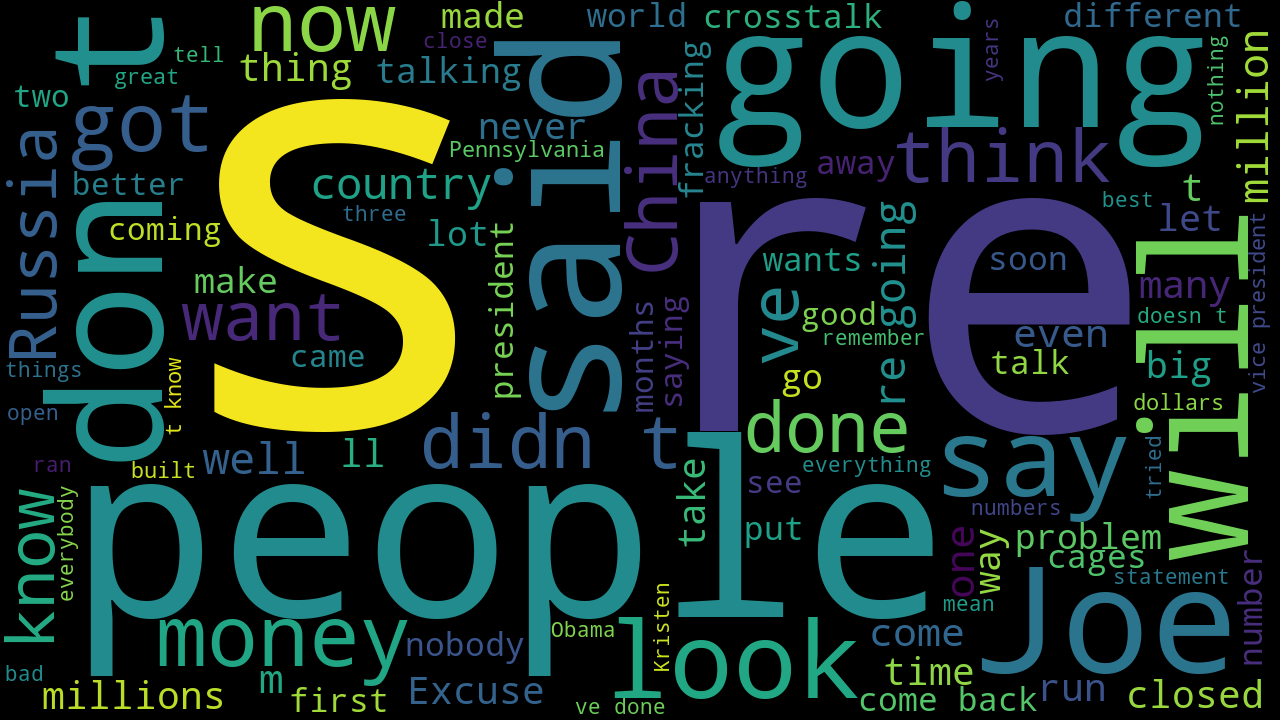 now
made
world
crosstalk
different
close
tell
thing
talking
great
years
nothing
million
two
don t
got
said
going
never
Pennsylvania
China
fracking
anything
away
think
Russia
better
country
three
t
best
let
coming
lot
s
re
will
make
want
president
wants
ve
re going
soon
many
vice president
came
months
saying
good
remember
even
doesn t
things
t know
go
talk
big
open
dollars
well
ll
didn t
done
say
ran
built
everything
tried
know
everybody
people
take
see
numbers
put
one
way
problem
cages
statement
number
Joe
mean
money
nobody
Obama
Kristen
look
come
time
bad
m
millions
first
Excuse
ve done
come back
run
closed